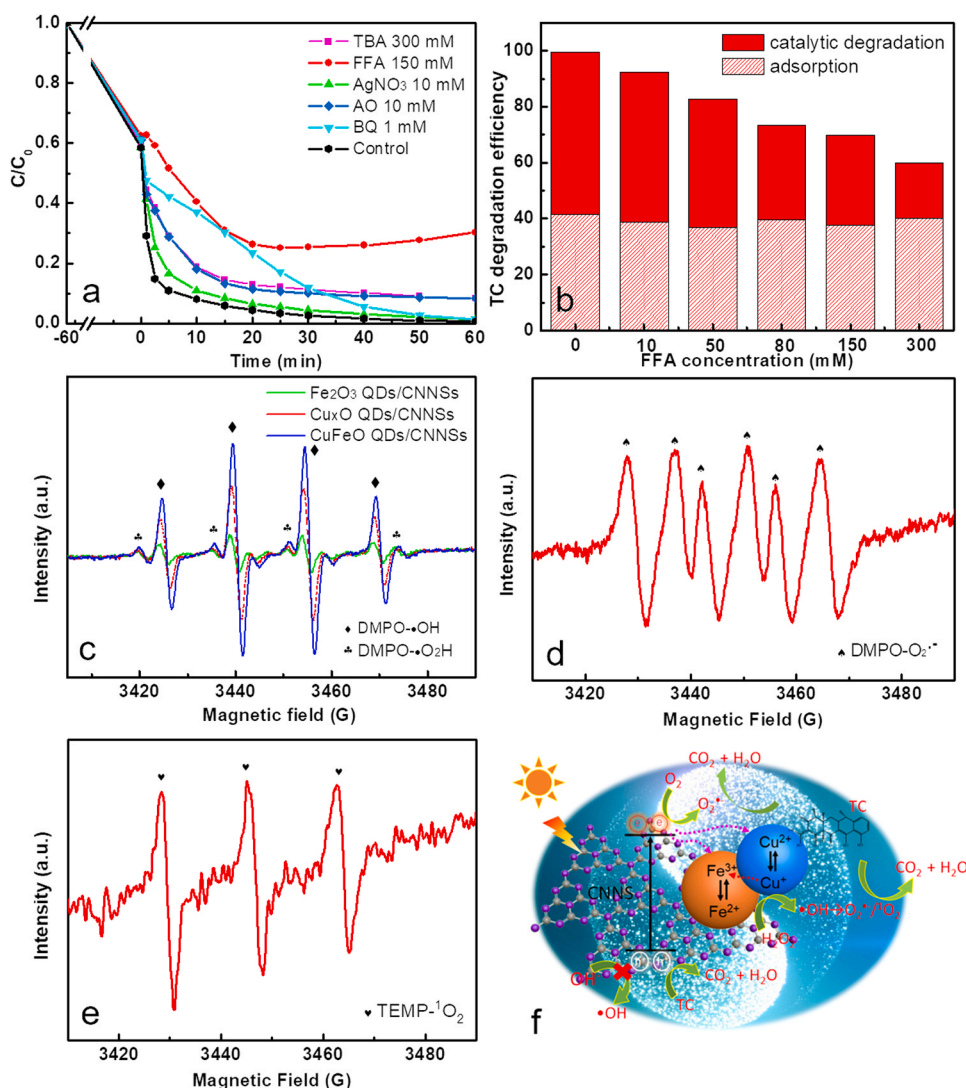 1.0
0.8
0.6
0.4
0.2
0.0
C/C₀
TBA 300 mM
FFA 150 mM
AgNO₃ 10 mM
AO 10 mM
BQ 1 mM
Control
a
-60 0 10 20 30 40 50 60
Time (min)
100
80
60
40
20
0
TC degradation efficiency
catalytic degradation
adsorption
b
0 10 50 80 150 300
FFA concentration (mM)
Intensity (a.u.)
Fe₂O₃ QDs/CNNSs
CuxO QDs/CNNSs
CuFeO QDs/CNNSs
♦ DMPO-•OH
♣ DMPO-•O₂H
c
3420 3440 3460 3480
Magnetic field (G)
Intensity (a.u.)
♠ DMPO-O₂·⁻
d
3420 3440 3460 3480
Magnetic Field (G)
Intensity (a.u.)
♥ TEMP-¹O₂
e
3420 3440 3460 3480
Magnetic Field (G)
CO₂ + H₂O
O₂
O₂•
TC
e⁻ e⁻
Cu²⁺
Cu⁺
CNNS
Fe³⁺
Fe²⁺
CO₂ + H₂O
•OH→O₂•/¹O₂
H₂O₂
h⁺ h⁺
OH⁻
CO₂ + H₂O
TC
•OH
f